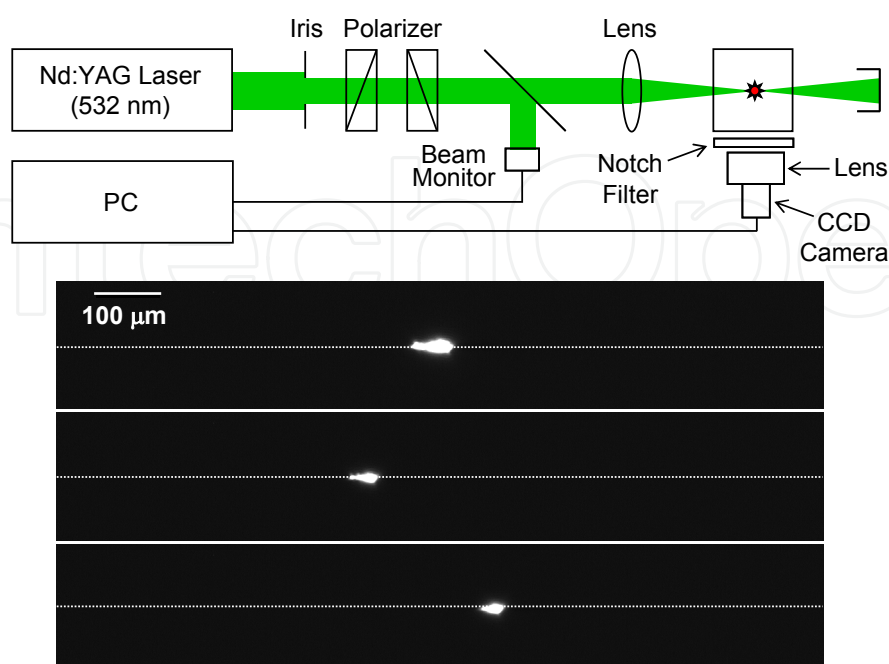 Iris Polarizer Lens
Nd:YAG Laser
(532 nm)
Beam
Monitor
Notch
Filter
Lens
PC
CCD
Camera
100 μm